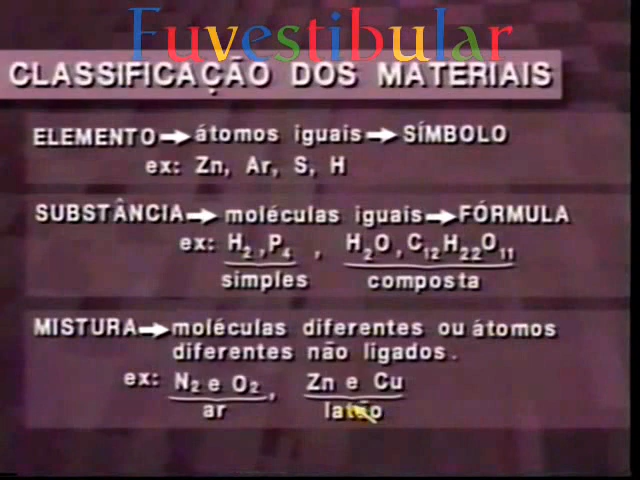 Fuvestibular
CLASSIFICAÇÃO DOS MATERIAIS
ELEMENTO➞átomos iguais➞SÍMBOLO
ex: Zn, Ar, S, H
SUBSTÂNCIA➞moléculas iguais➞FÓRMULA
ex: H₂,P₄ , H₂O,C₁₂H₂₂O₁₁
simples composta
MISTURA➞moléculas diferentes ou átomos
diferentes não ligados.
ex: N₂ e O₂, Zn e Cu
ar latão